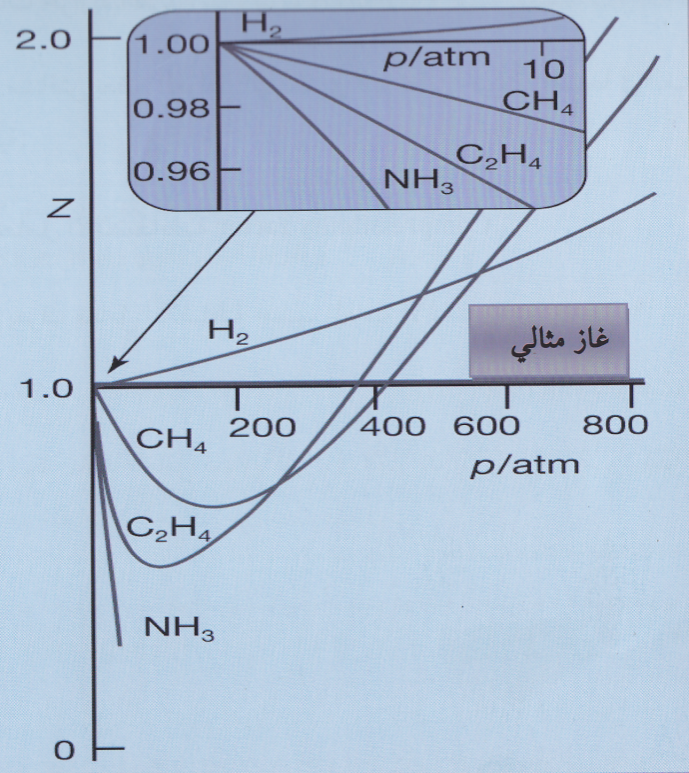 2.0
H₂
1.00
p/atm
10
0.98
CH₄
0.96
C₂H₄
NH₃
Z
H₂
غاز مثالي
1.0
200
400
600
800
p/atm
CH₄
C₂H₄
NH₃
0